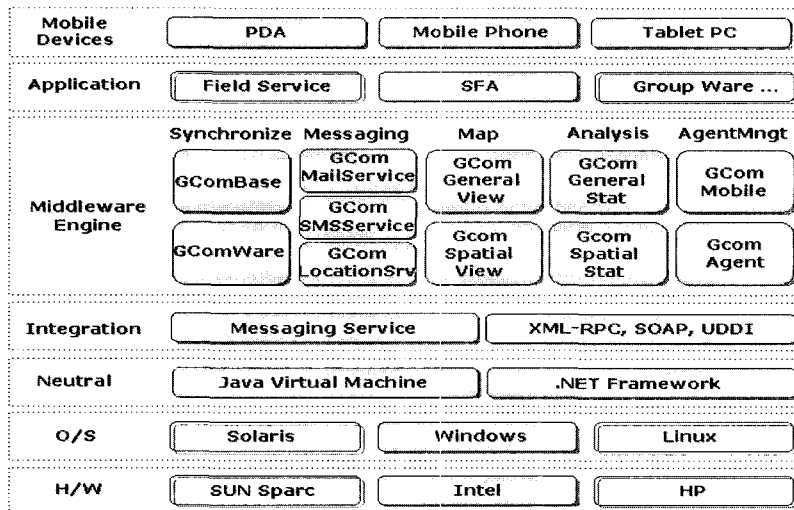 Mobile
Devices
PDA
Mobile Phone
Tablet PC
Application
Field Service
SFA
Group Ware ...
Middleware
Engine
Synchronize
Messaging
Map
Analysis
AgentMngt
GComBase
GCom
MailService
GCom
General
View
GCom
General
Stat
GCom
Mobile
GCom
SMSService
GComWare
GCom
LocationSrv
Gcom
Spatial
View
Gcom
Spatial
Stat
Gcom
Agent
Integration
Messaging Service
XML-RPC, SOAP, UDDI
Neutral
Java Virtual Machine
.NET Framework
O/S
Solaris
Windows
Linux
H/W
SUN Sparc
Intel
HP